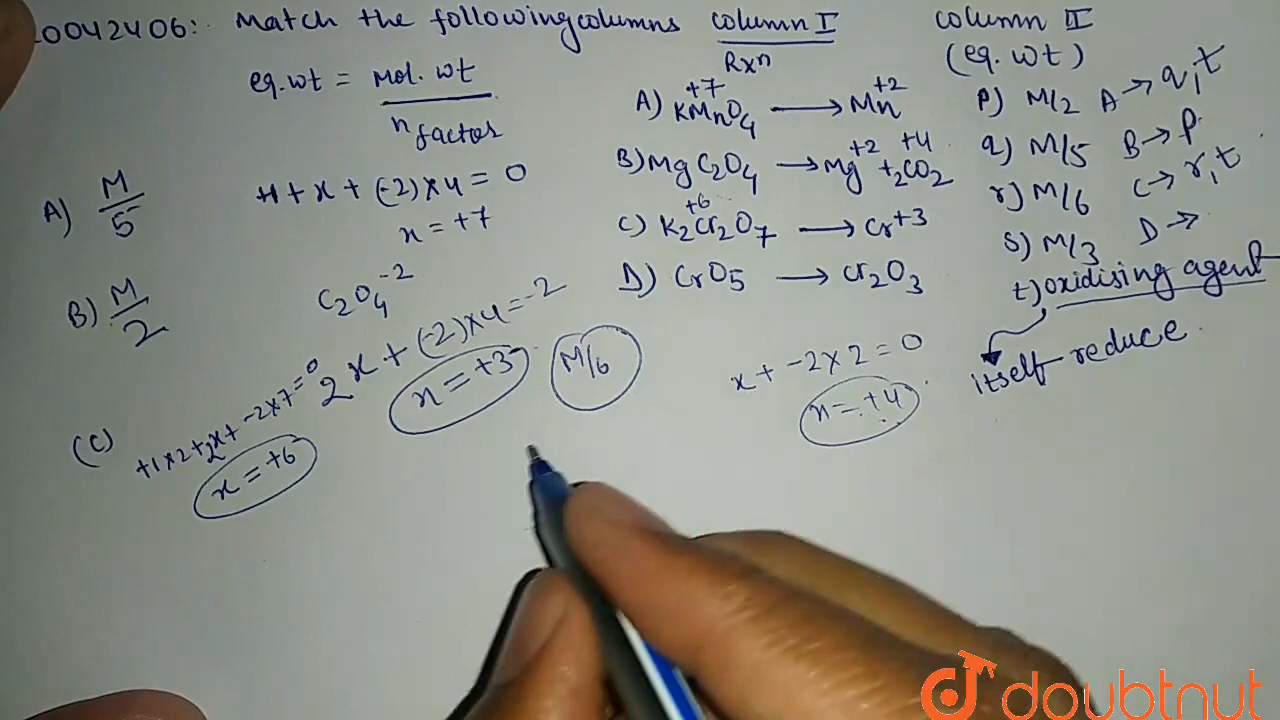 20042406:. Match the following columns column I column II
Rxn (eq. wt)
eq.wt = Mol. wt / n factor
A) KMnO4 → Mn+2
+7
B) MgC2O4 → Mg+2 + 2CO2
+4
C) K2Cr2O7 → Cr+3
+6
D) CrO5 → Cr2O3
P) M/2 A → q, t
q) M/5 B → P
r) M/6 C → r, t
s) M/3 D →
t) oxidising agent
itself reduce
A) M/5
+1 + x + (-2) x 4 = 0
x = +7
B) M/2
C2O4-2
2x + (-2) x 4 = -2
x = +3
M/6
x + -2 x 2 = 0
x = +4
(C) +1 x 2 + 2x + -2 x 7 = 0
x = +6
doubtnut